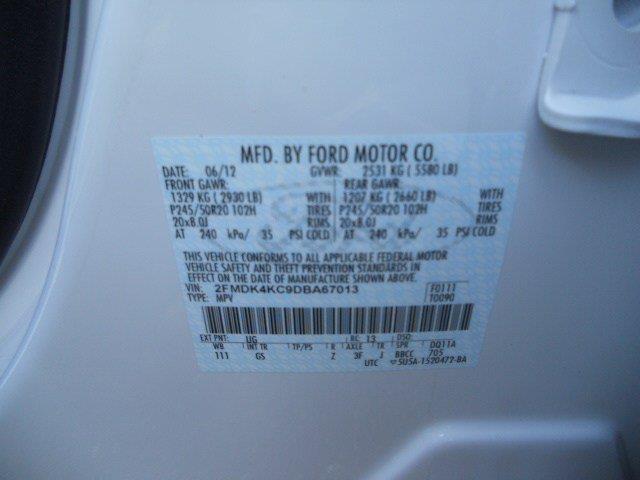 MFD. BY FORD MOTOR CO.
DATE: 06/12 GVWR: 2531 KG ( 5580 LB)
FRONT GAWR: REAR GAWR:
1329 KG ( 2930 LB) WITH 1207 KG ( 2660 LB) WITH
P245/50R20 102H TIRES P245/50R20 102H TIRES
20x8.0J RIMS 20x8.0J RIMS
AT 240 kPa/ 35 PSI COLD AT 240 kPa/ 35 PSI COLD
THIS VEHICLE CONFORMS TO ALL APPLICABLE FEDERAL MOTOR
VEHICLE SAFETY AND THEFT PREVENTION STANDARDS IN
EFFECT ON THE DATE OF MANUFACTURE SHOWN ABOVE.
VIN: 2FMDK4KC9DBA67013 F0111
TYPE: MPV T0090
EXT PNT: UG RC: 13 DSO:
WB INT TR TP/PS R AXLE TR SPR DQ11A
111 GS Z 3F J BBCC 705
UTC 5U5A-1520472-BA